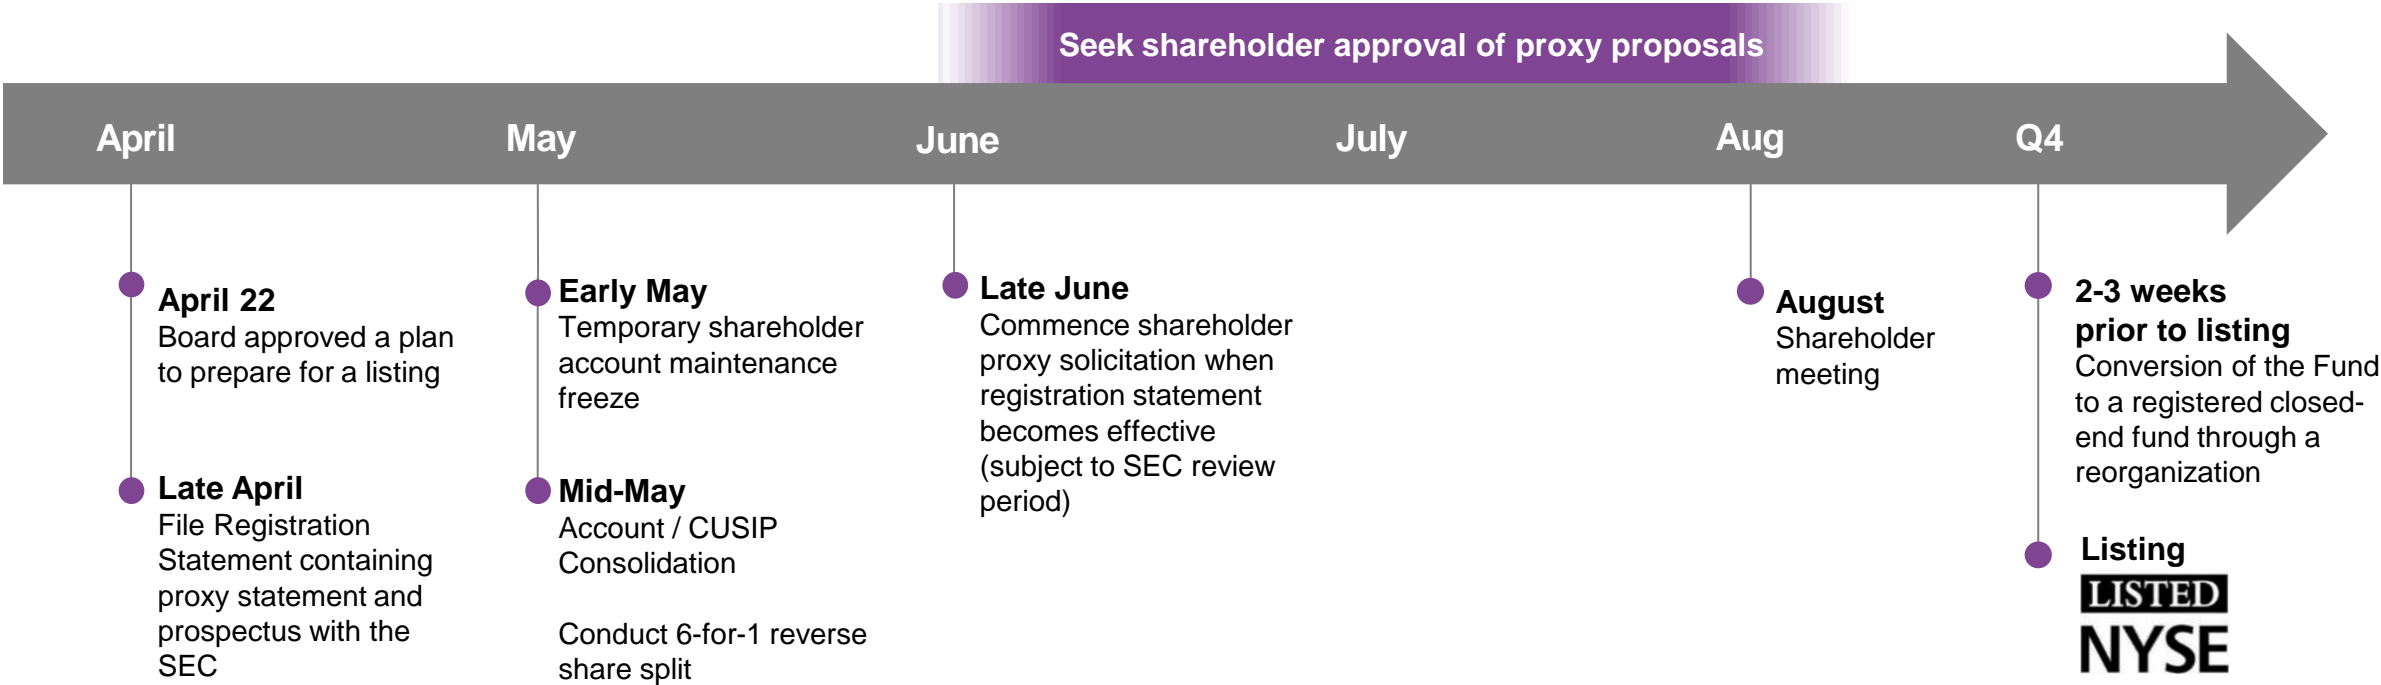 Seek shareholder approval of proxy proposals
April
May
June
July
Aug
Q4
April 22
Board approved a plan
to prepare for a listing
Late April
File Registration
Statement containing
proxy statement and
prospectus with the
SEC
Early May
Temporary shareholder
account maintenance
freeze
Mid-May
Account / CUSIP
Consolidation
Conduct 6-for-1 reverse
share split
Late June
Commence shareholder
proxy solicitation when
registration statement
becomes effective
(subject to SEC review
period)
August
Shareholder
meeting
2-3 weeks
prior to listing
Conversion of the Fund
to a registered closed-
end fund through a
reorganization
Listing
LISTED
NYSE